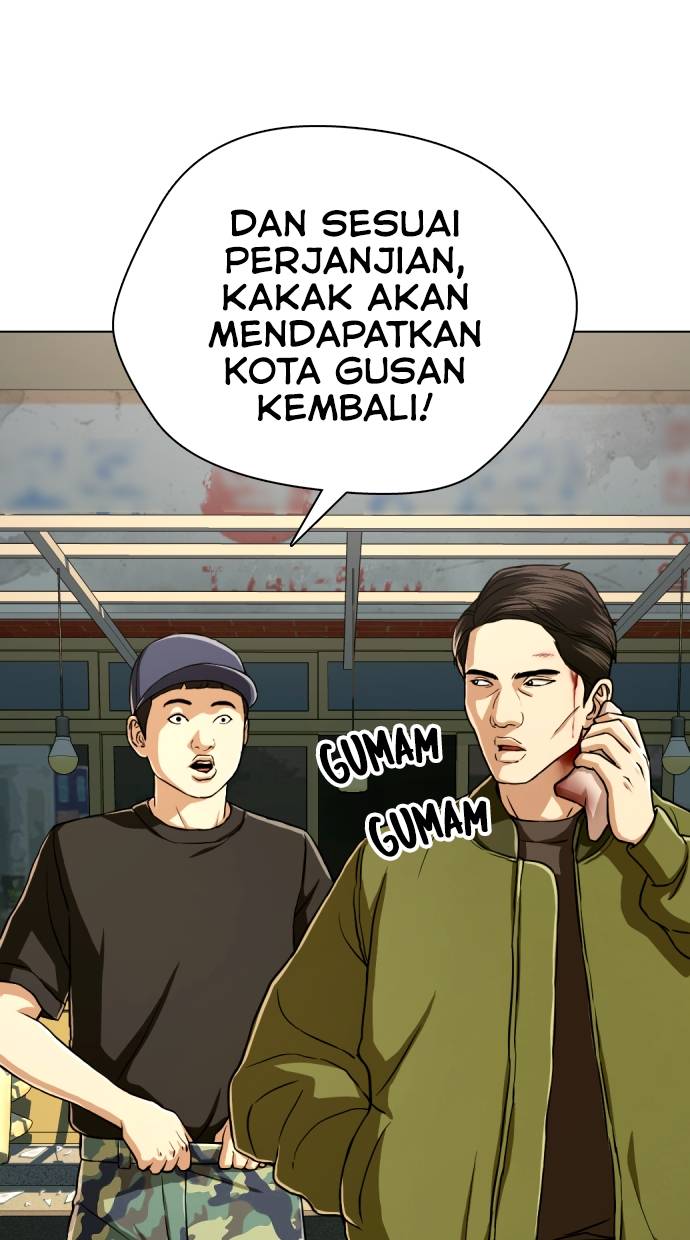 DAN SESUAI
PERJANJIAN,
KAKAK AKAN
MENDAPATKAN
KOTA GUSAN
KEMBALI!
GUMAM
GUMAM